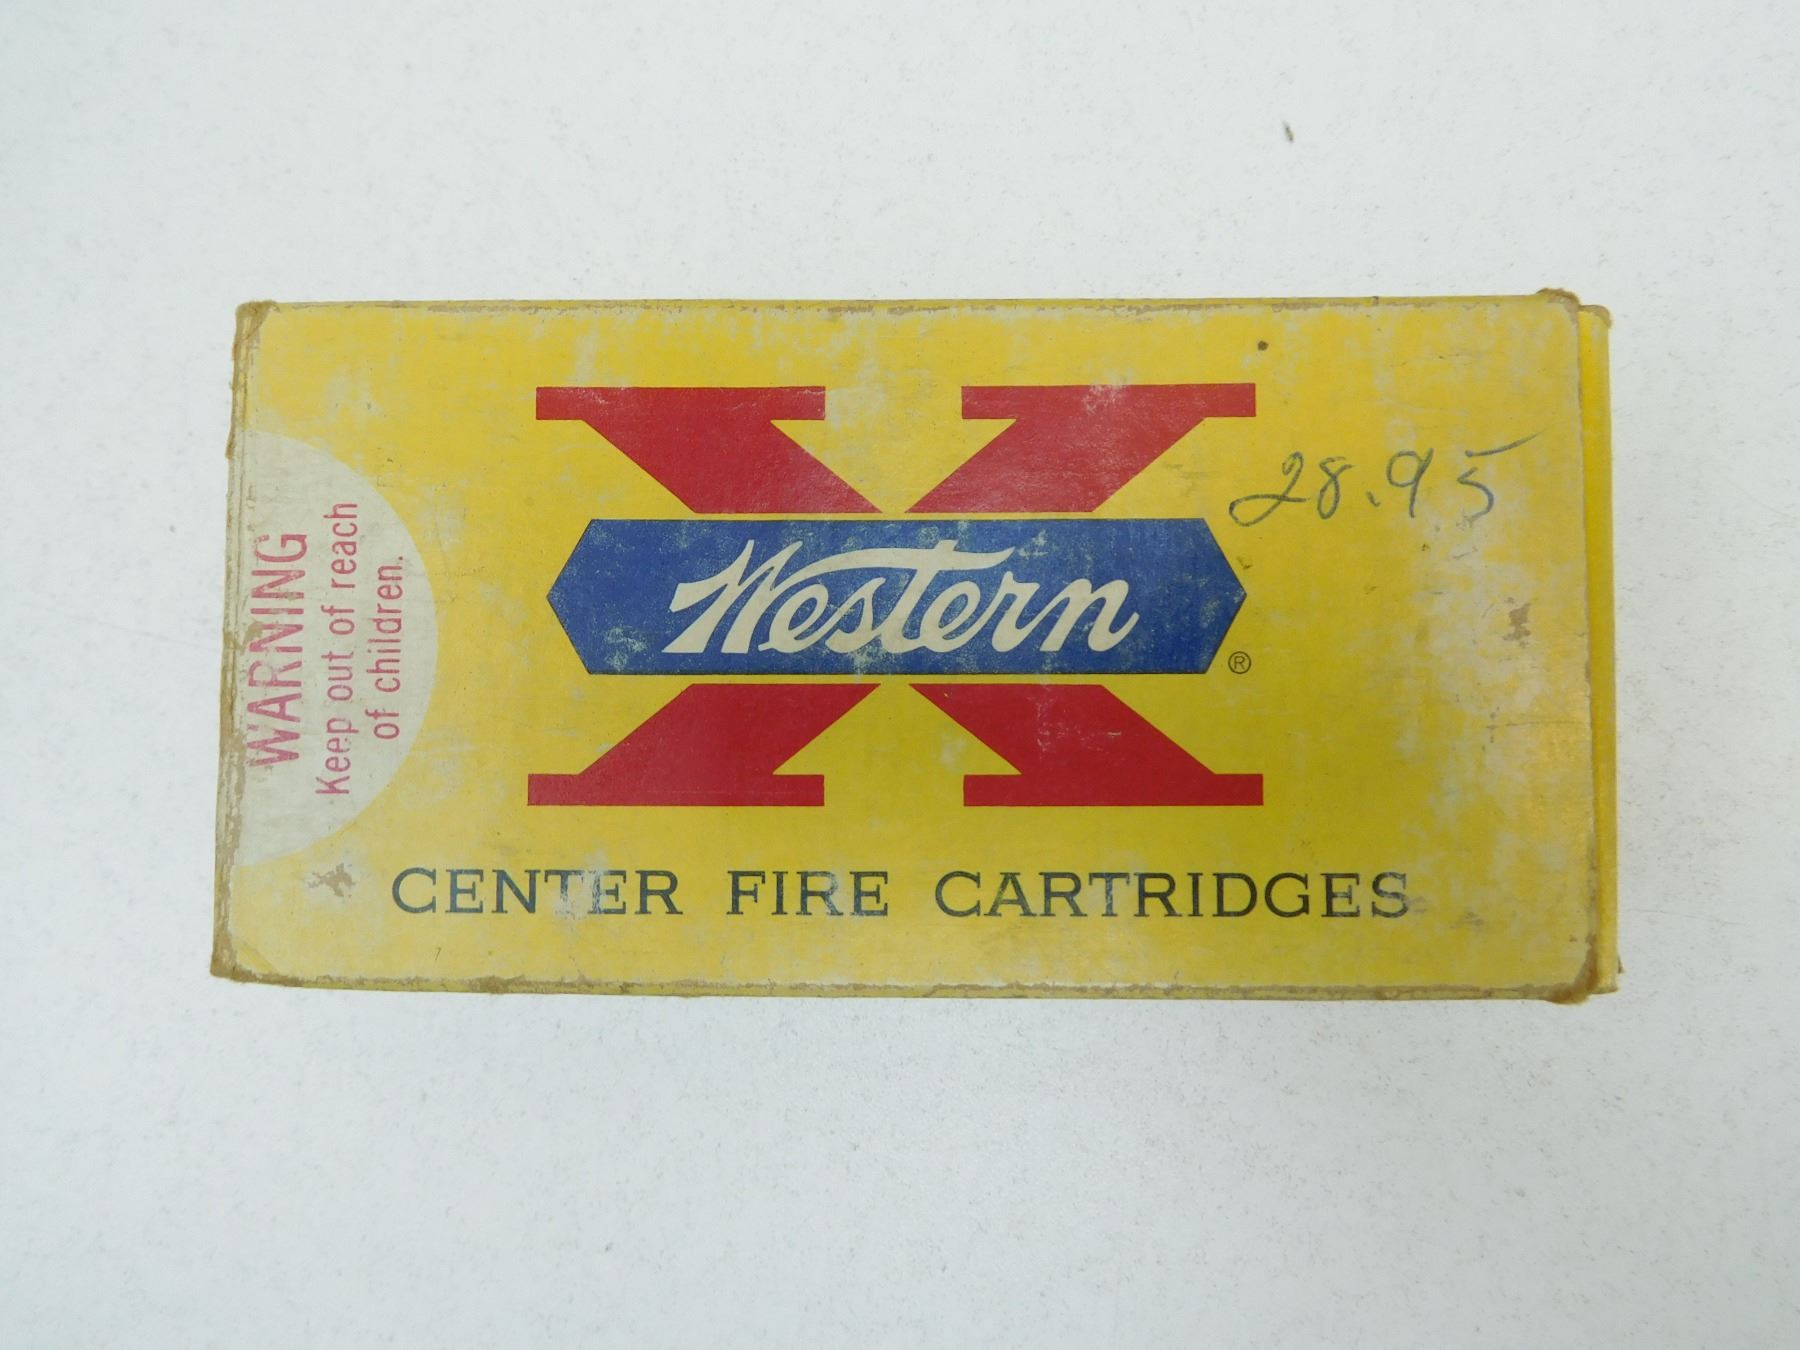 WARNING
Keep out of reach
of children.
28.95
Western
®
CENTER FIRE CARTRIDGES